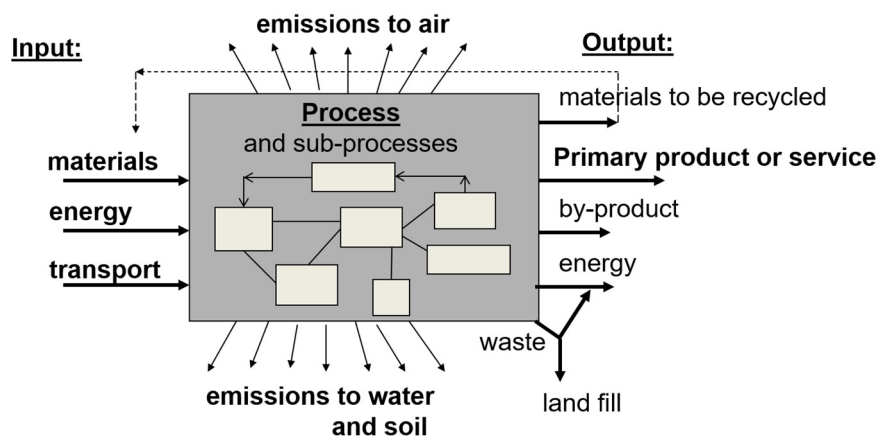 emissions to air
Input:
Output:
materials to be recycled
Process
and sub-processes
materials
Primary product or service
energy
by-product
transport
energy
waste
emissions to water
and soil
land fill